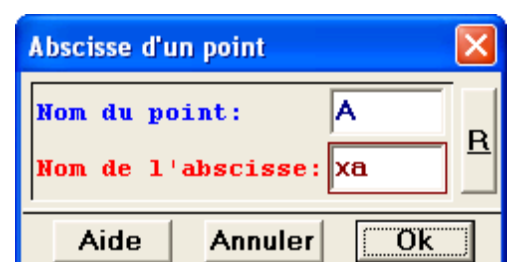 Abscisse d'un point
Nom du point: A
R
Nom de l'abscisse: xa
Aide Annuler Ok